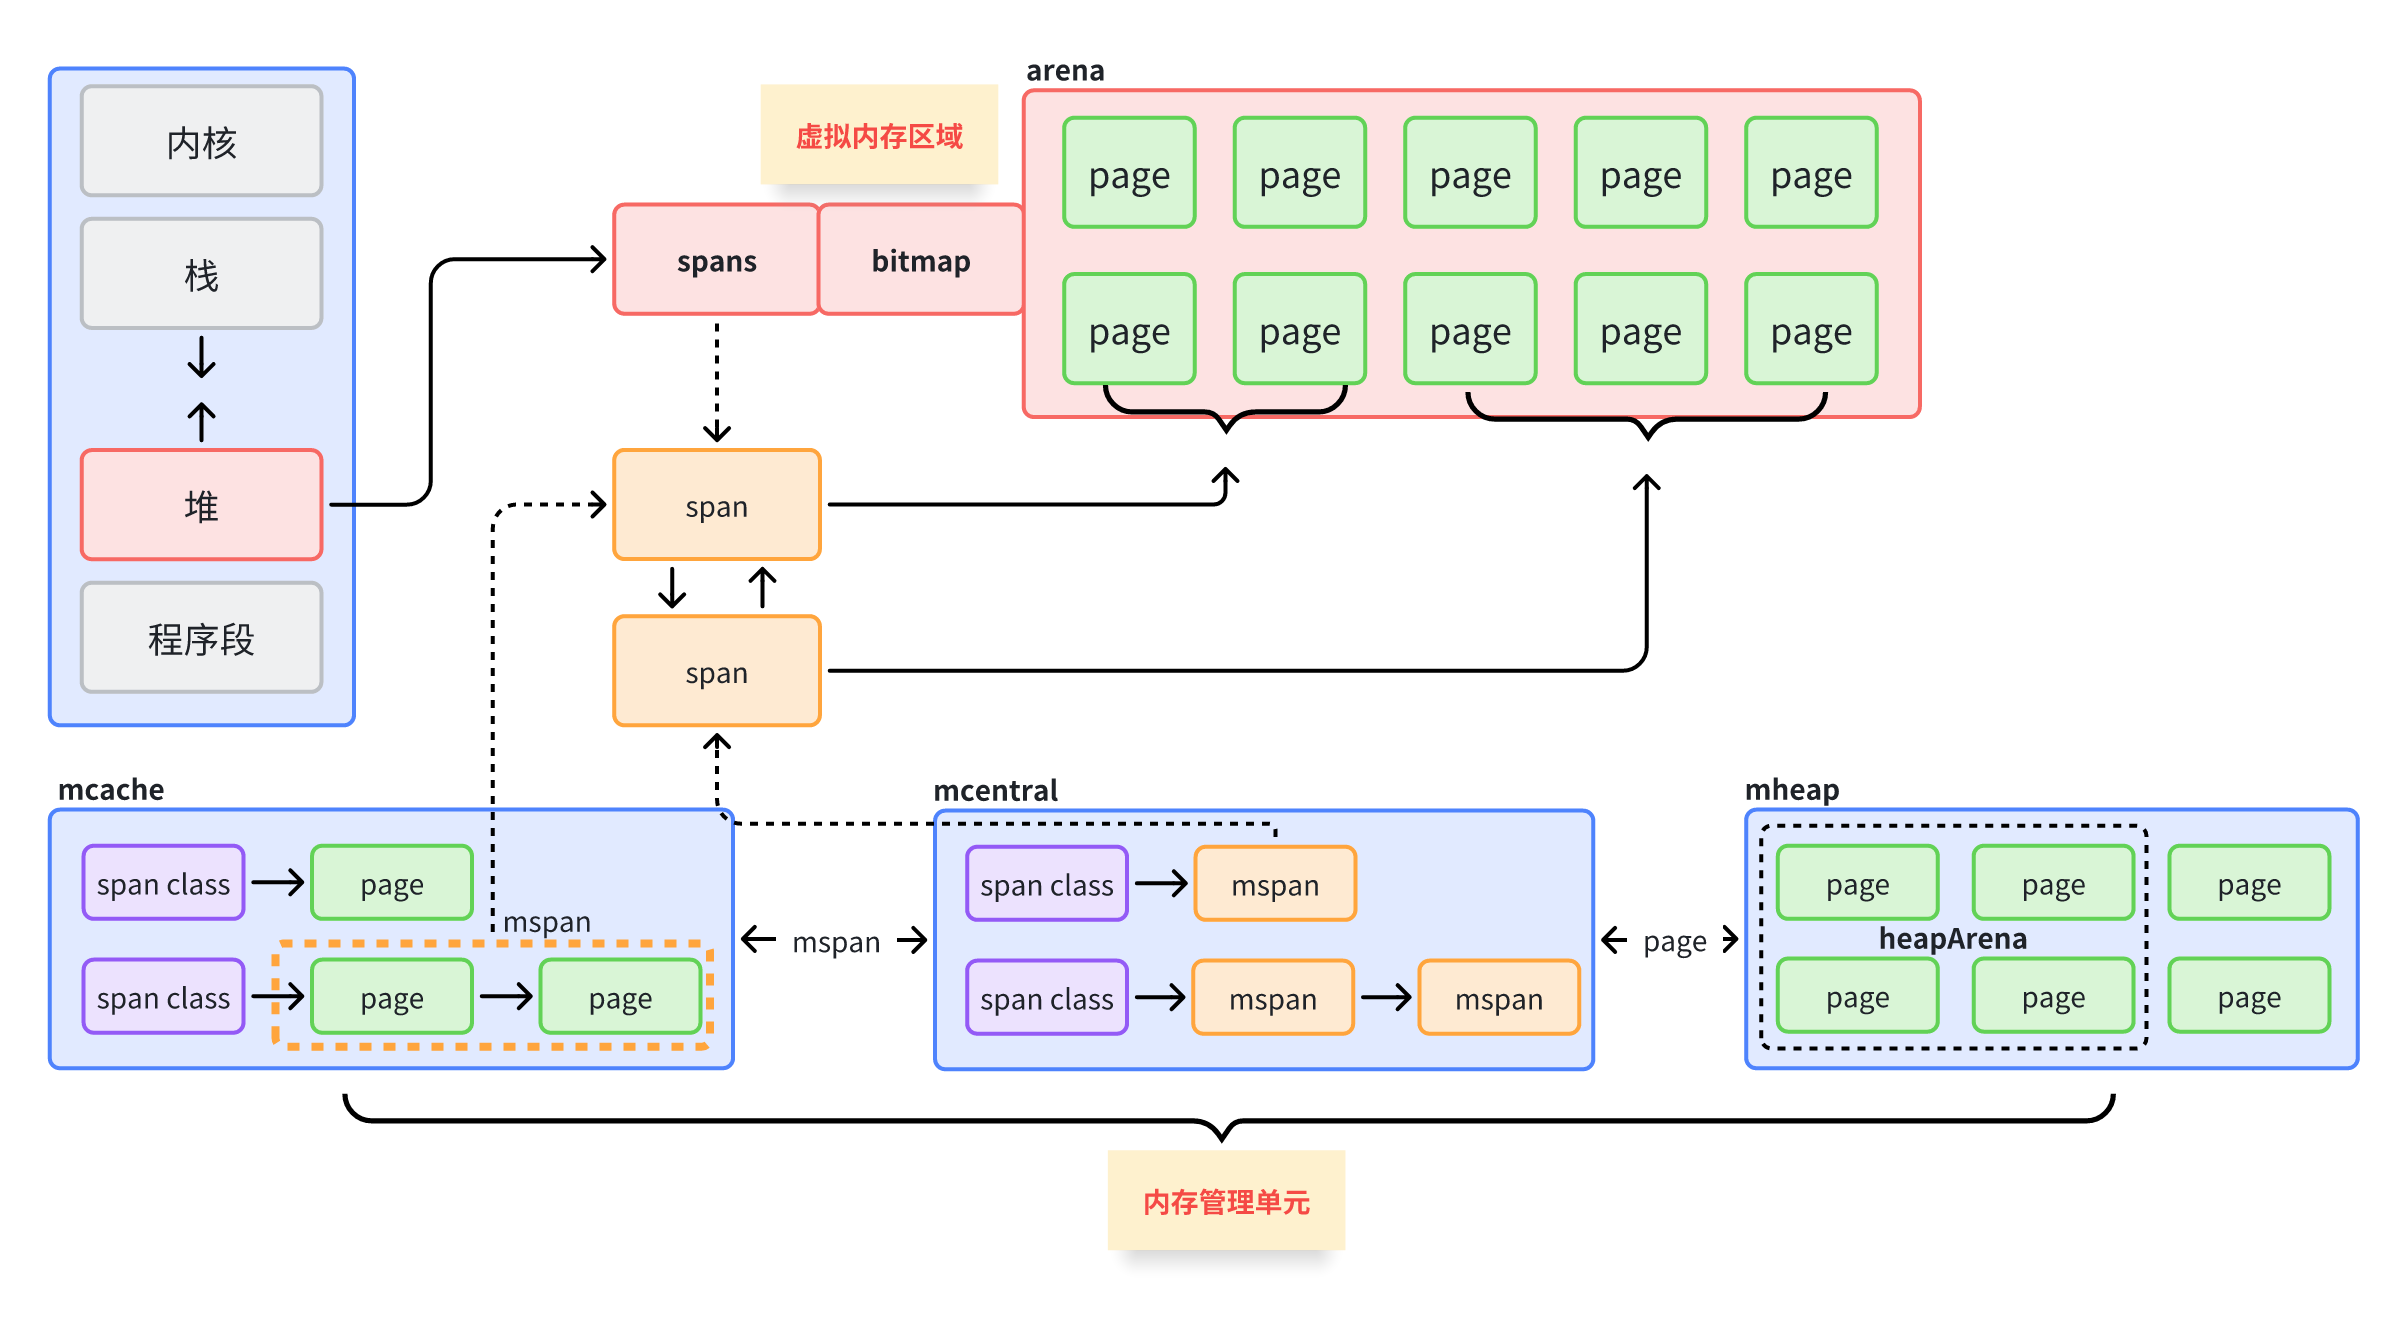 内核
栈
堆
程序段
虚拟内存区域
arena
page page page page page
spans bitmap
page page page page page
span
span
mcache
span class page
mspan
span class page page
mspan
mcentral
span class mspan
span class mspan mspan
page
mheap
page page page
heapArena
page page page
内存管理单元